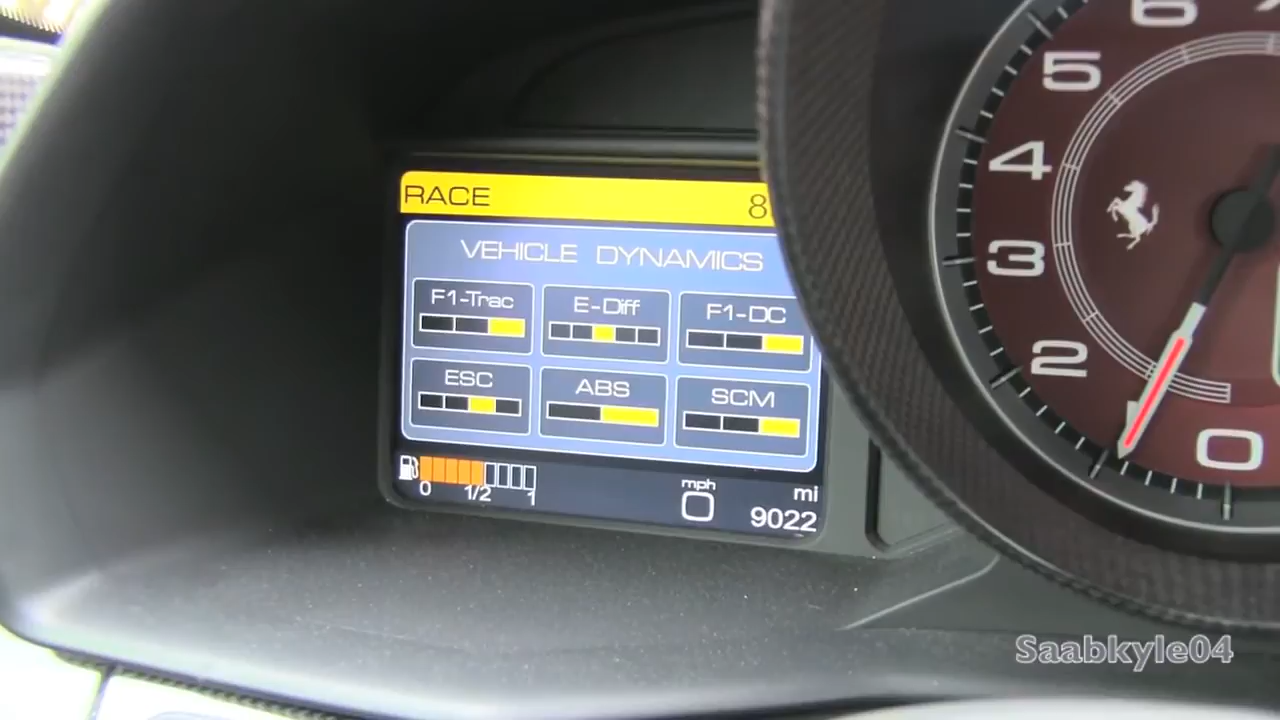 RACE 8
VEHICLE DYNAMICS
F1-Trac E-Diff F1-DC
ESC ABS SCM
0 1/2 1
mph 0
mi
9022
6
5
4
3
2
0
Saabkyle04